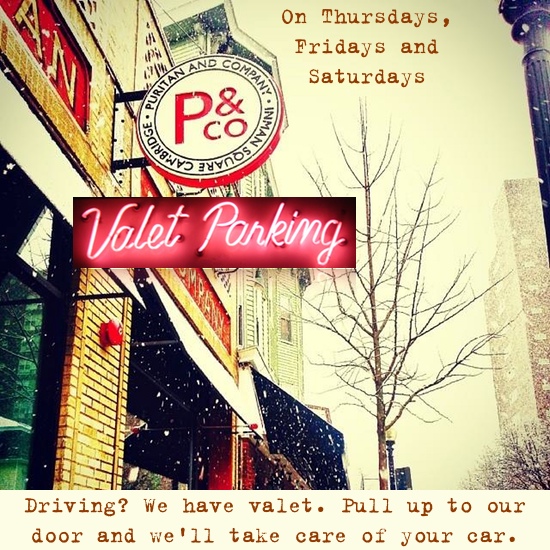 On Thursdays,
Fridays and
Saturdays
AN
PURITAN AND COMPANY
P&
CO
INMAN SQUARE CAMBRIDGE
Valet Parking
Driving? We have valet. Pull up to our
door and we'll take care of your car.